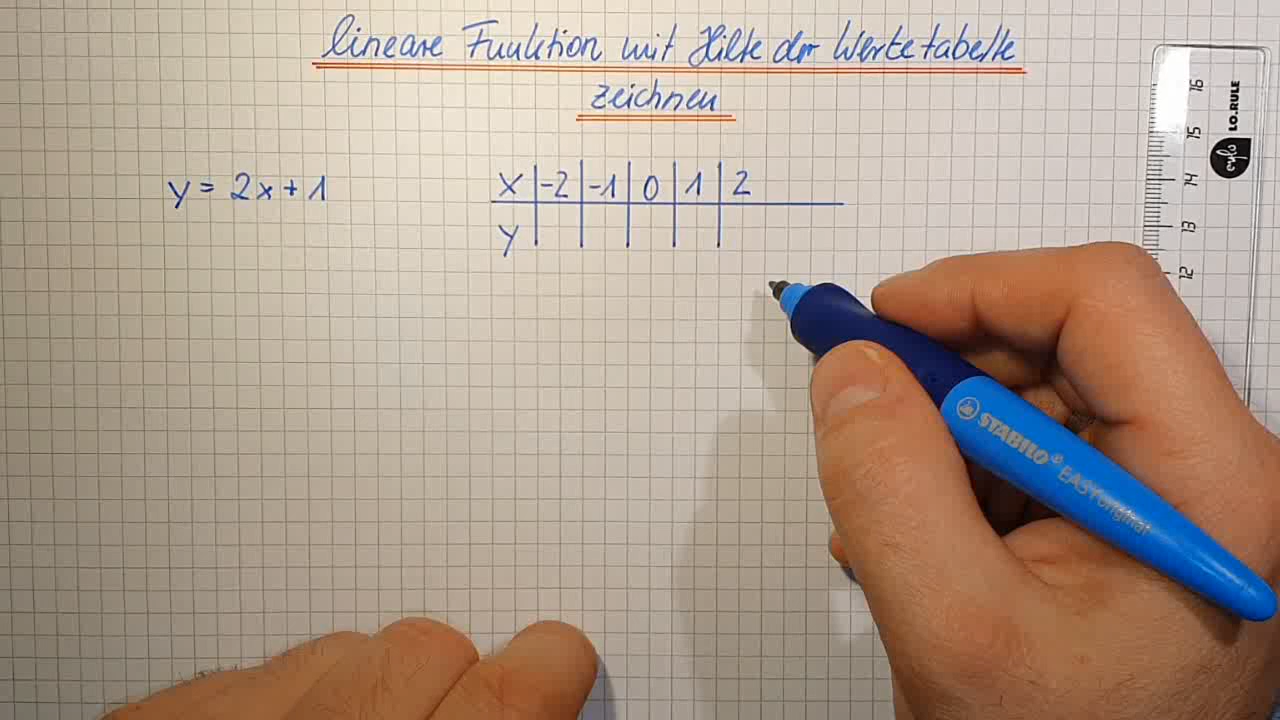 lineare Funktion mit Hilfe der Wertetabelle
zeichnen
y = 2x + 1
x -2 -1 0 1 2
y
16
15
14
13
12
eylo
LO.RULE
STABILO® EASYoriginal